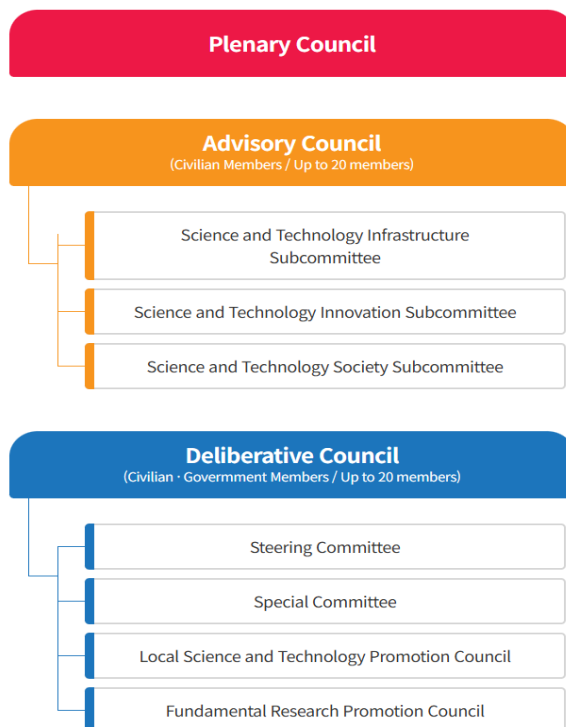 Plenary Council
Advisory Council
(Civilian Members / Up to 20 members)
Science and Technology Infrastructure
Subcommittee
Science and Technology Innovation Subcommittee
Science and Technology Society Subcommittee
Deliberative Council
(Civilian · Government Members / Up to 20 members)
Steering Committee
Special Committee
Local Science and Technology Promotion Council
Fundamental Research Promotion Council